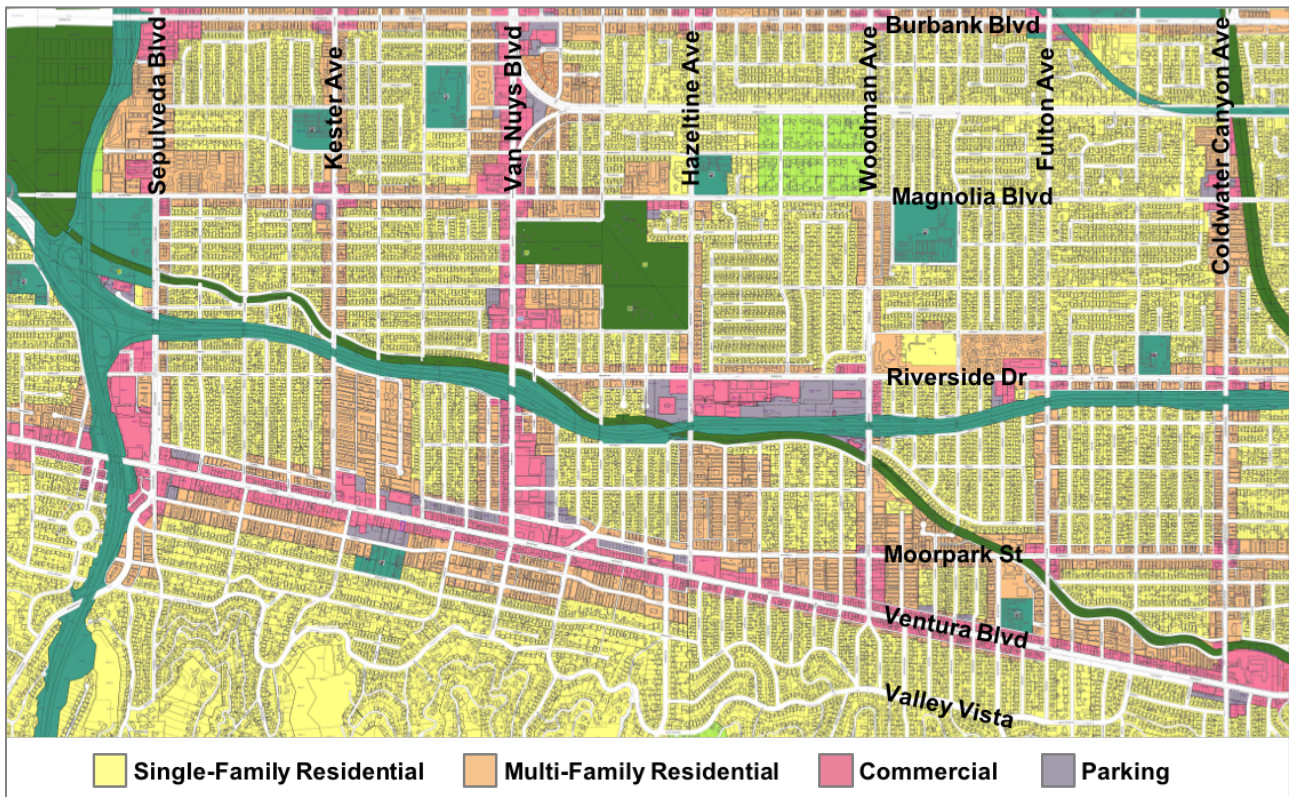 Burbank Blvd
Sepulveda Blvd
Kester Ave
Van Nuys Blvd
Hazeltine Ave
Woodman Ave
Fulton Ave
Coldwater Canyon Ave
Magnolia Blvd
Riverside Dr
Moorpark St
Ventura Blvd
Valley Vista
Single-Family Residential
Multi-Family Residential
Commercial
Parking